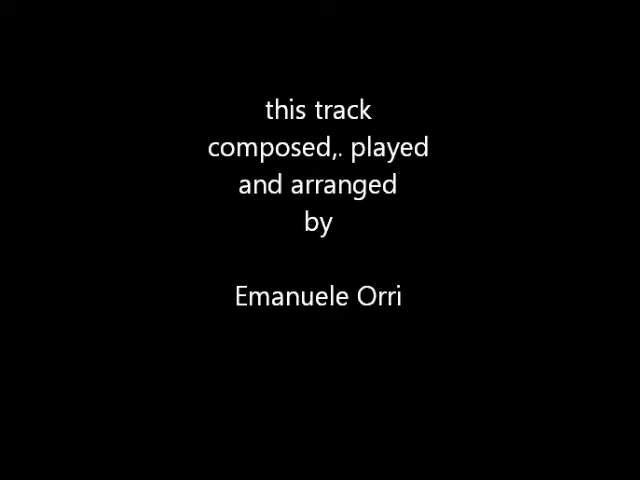 this track
composed,. played
and arranged
by
Emanuele Orri